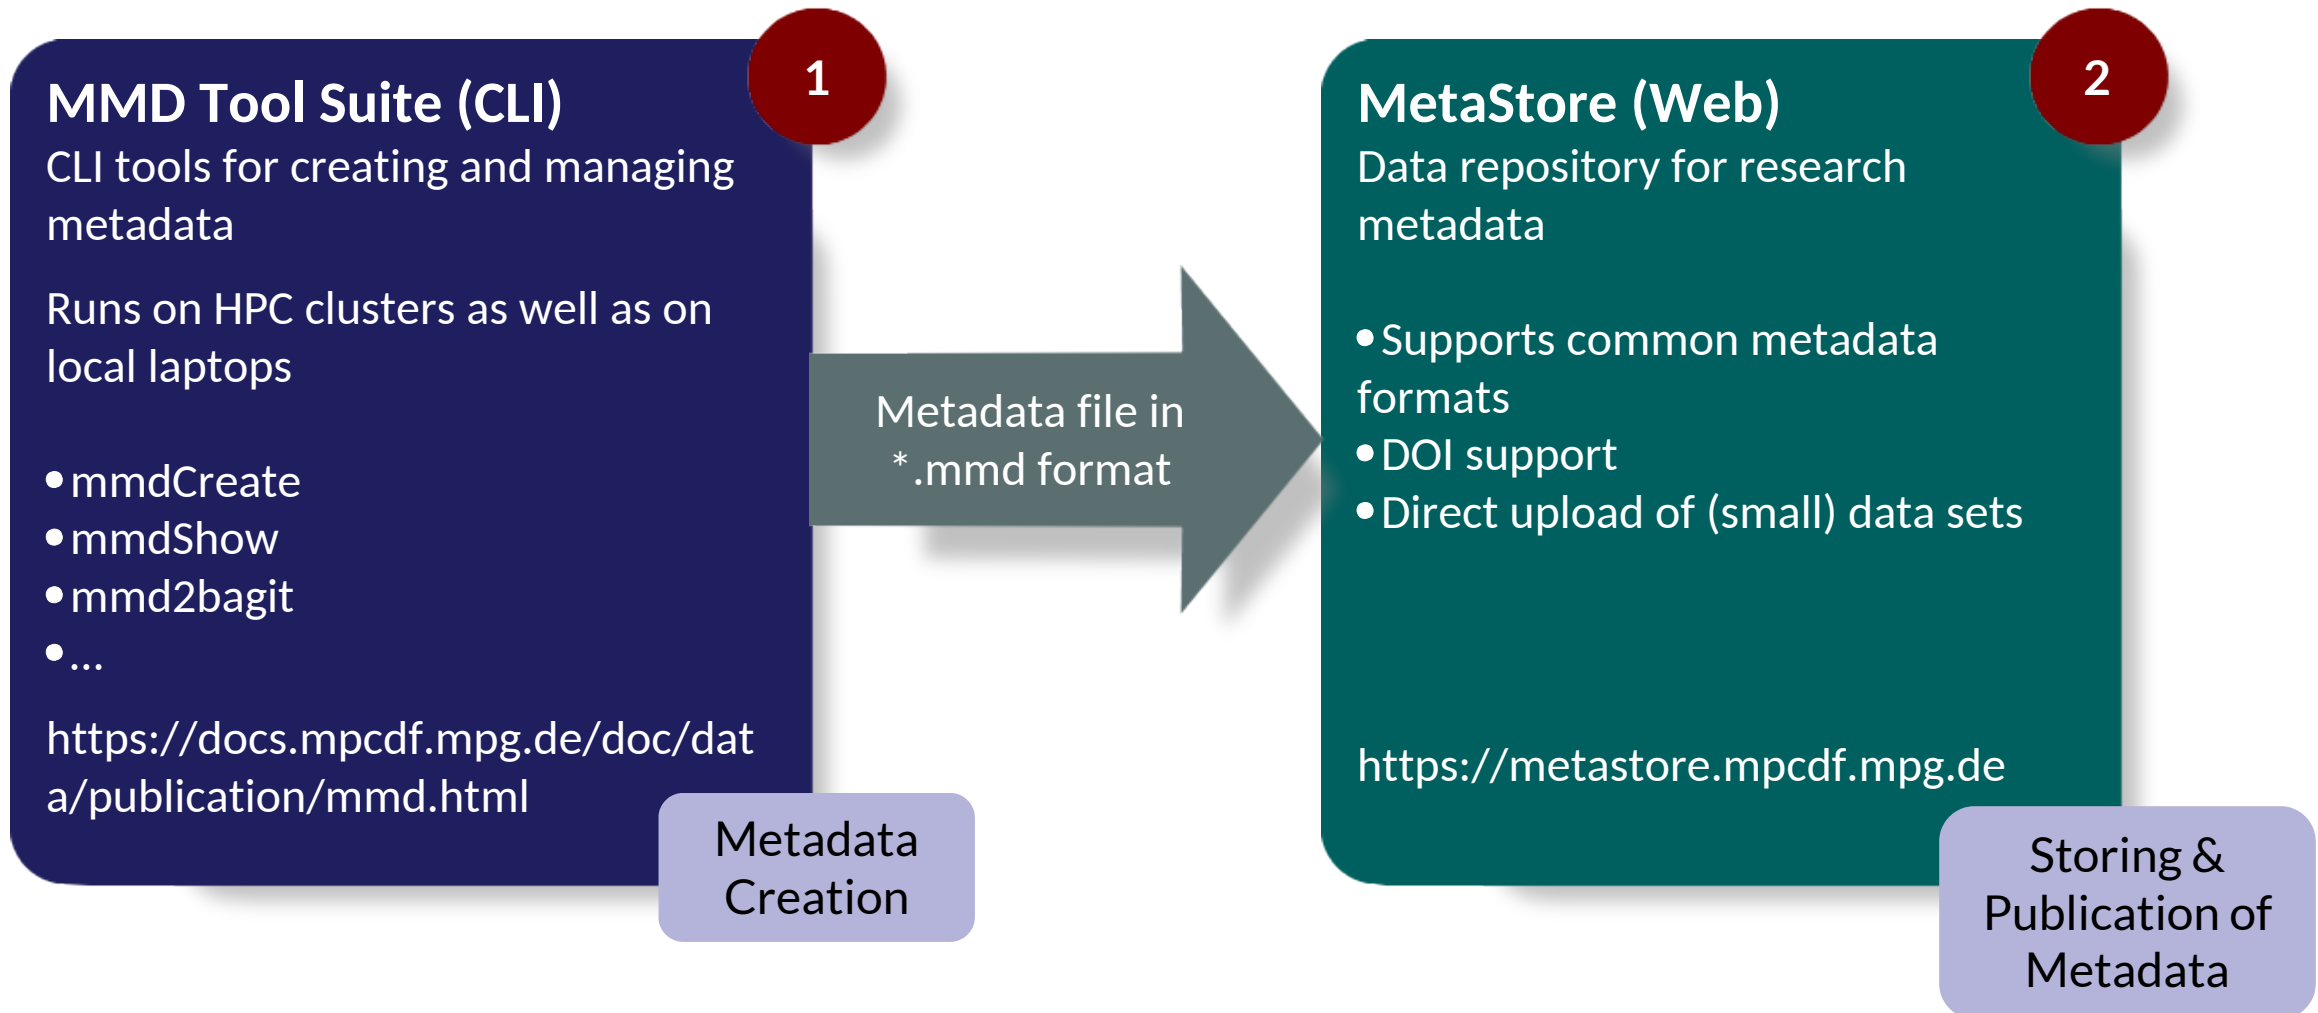 1
MMD Tool Suite (CLI)
CLI tools for creating and managing
metadata
Runs on HPC clusters as well as on
local laptops
•mmdCreate
•mmdShow
•mmd2bagit
•...
https://docs.mpcdf.mpg.de/doc/dat
a/publication/mmd.html
Metadata
Creation
Metadata file in
*.mmd format
2
MetaStore (Web)
Data repository for research
metadata
•Supports common metadata
formats
•DOI support
•Direct upload of (small) data sets
https://metastore.mpcdf.mpg.de
Storing &
Publication of
Metadata